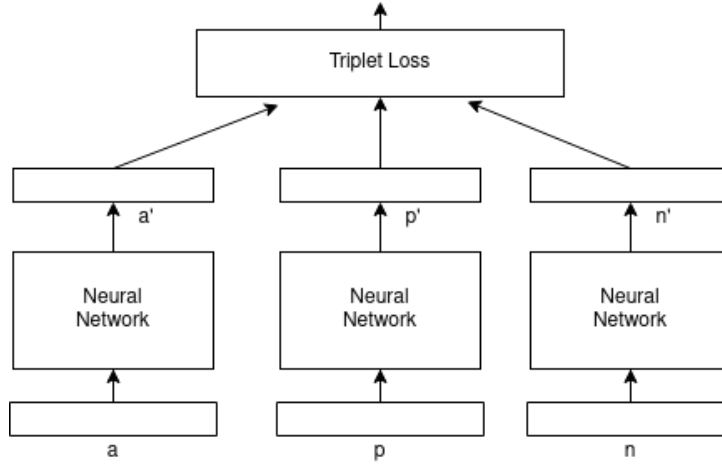 Triplet Loss
a'
p'
n'
Neural
Network
Neural
Network
Neural
Network
a
p
n